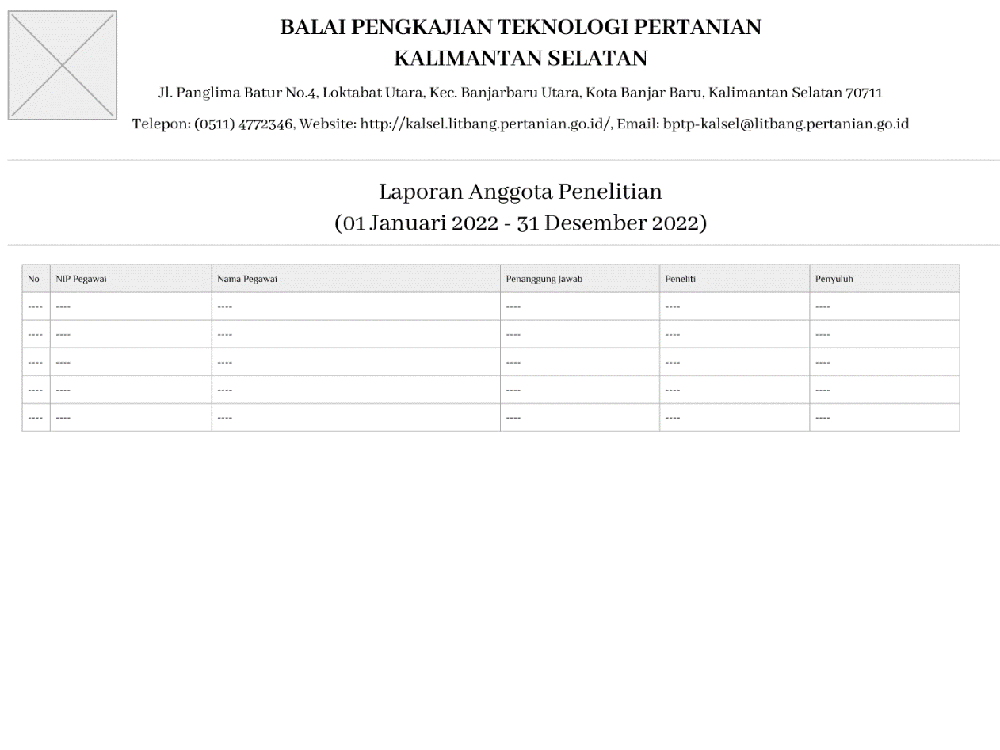 BALAI PENGKAJIAN TEKNOLOGI PERTANIAN
KALIMANTAN SELATAN
Jl. Panglima Batur No.4, Loktabat Utara, Kec. Banjarbaru Utara, Kota Banjar Baru, Kalimantan Selatan 70711
Telepon: (0511) 4772346, Website: http://kalsel.litbang.pertanian.go.id/, Email: bptp-kalsel@litbang.pertanian.go.id
Laporan Anggota Penelitian
(01 Januari 2022 - 31 Desember 2022)
No NIP Pegawai Nama Pegawai Penanggung Jawab Peneliti Penyuluh
---- ---- ---- ---- ---- ----
---- ---- ---- ---- ---- ----
---- ---- ---- ---- ---- ----
---- ---- ---- ---- ---- ----
---- ---- ---- ---- ---- ----